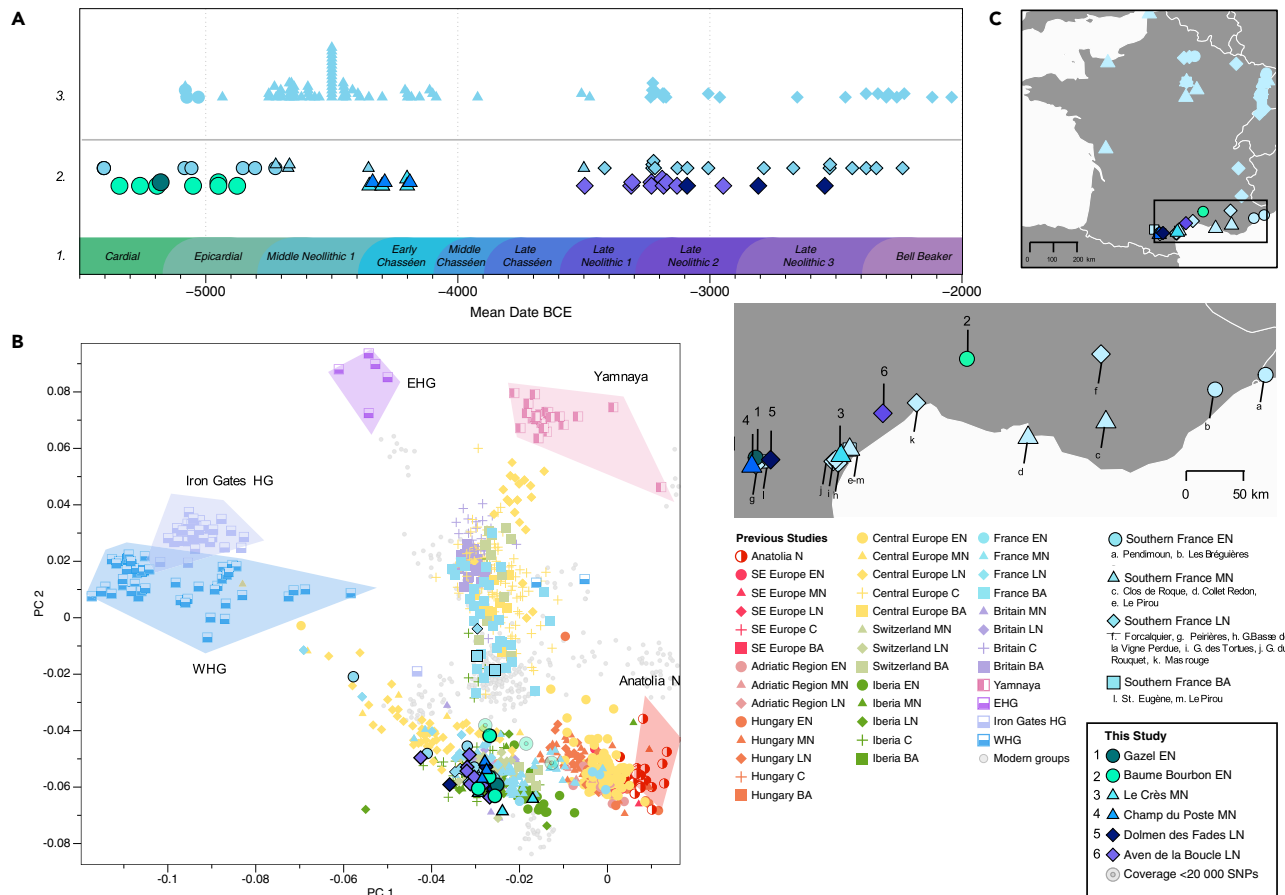 A
3.
2.
1.
Cardial
Epicardial
Middle Neollithic 1
Early Chasséen
Middle Chasséen
Late Chasséen
Late Neolithic 1
Late Neolithic 2
Late Neolithic 3
Bell Beaker
−5000
−4000
−3000
−2000
Mean Date BCE
C
0 100 200 km
B
PC 2
0.08
0.06
0.04
0.02
0
-0.02
-0.04
-0.06
-0.08
EHG
Yamnaya
Iron Gates HG
WHG
Anatolia N
-0.1
-0.08
-0.06
-0.04
-0.02
0
PC 1
2
6
4
1
5
3
k
f
a
b
c
d
e-m
j
i
h
g
l
0 50 km
Previous Studies
Anatolia N
SE Europe EN
SE Europe MN
SE Europe LN
SE Europe C
SE Europe BA
Adriatic Region EN
Adriatic Region MN
Adriatic Region LN
Hungary EN
Hungary MN
Hungary LN
Hungary C
Hungary BA
Central Europe EN
Central Europe MN
Central Europe LN
Central Europe C
Central Europe BA
Switzerland MN
Switzerland LN
Switzerland BA
Iberia EN
Iberia MN
Iberia LN
Iberia C
Iberia BA
France EN
France MN
France LN
France BA
Britain MN
Britain LN
Britain C
Britain BA
Yamnaya
EHG
Iron Gates HG
WHG
Modern groups
Southern France EN
a. Pendimoun, b. Les Bréguières
Southern France MN
c. Clos de Roque, d. Collet Redon,
e. Le Pirou
Southern France LN
f. Forcalquier, g. Peirières, h. G.Basse de
la Vigne Perdue, i. G. des Tortues, j. G. du
Rouquet, k. Mas rouge
Southern France BA
l. St. Eugène, m. Le Pirou
This Study
1 Gazel EN
2 Baume Bourbon EN
3 Le Crès MN
4 Champ du Poste MN
5 Dolmen des Fades LN
6 Aven de la Boucle LN
Coverage <20 000 SNPs